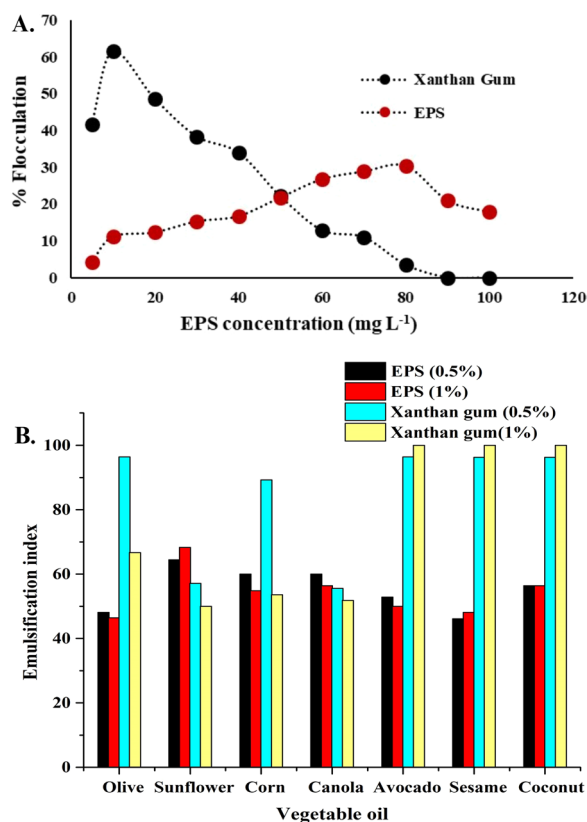 A.
70
60
50
40
30
20
10
0
% Flocculation
Xanthan Gum
EPS
0 20 40 60 80 100 120
EPS concentration (mg L-1)
EPS (0.5%)
EPS (1%)
Xanthan gum (0.5%)
Xanthan gum(1%)
B.
100
80
60
40
20
0
Emulsification index
Olive Sunflower Corn Canola Avocado Sesame Coconut
Vegetable oil